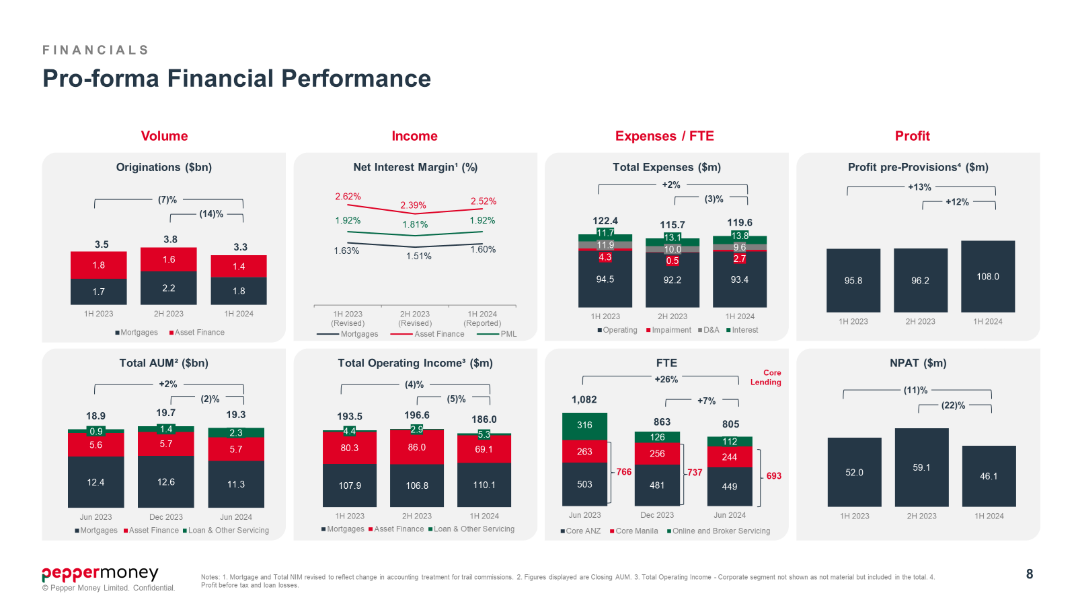 FINANCIALS
Pro-forma Financial Performance
Volume
Income
Expenses / FTE
Profit
Originations ($bn)
(7)%
(14)%
3.5
3.8
3.3
1.8
1.6
1.4
1.7
2.2
1.8
1H 2023
2H 2023
1H 2024
Mortgages
Asset Finance
Net Interest Margin¹ (%)
2.62%
2.39%
2.52%
1.92%
1.81%
1.92%
1.63%
1.51%
1.60%
1H 2023
2H 2023
1H 2024
(Revised)
(Revised)
(Reported)
Mortgages
Asset Finance
PML
Total Expenses ($m)
+2%
(3)%
122.4
115.7
119.6
11.7
13.1
13.8
11.9
10.0
9.6
4.3
0.5
2.7
94.5
92.2
93.4
1H 2023
2H 2023
1H 2024
Operating
Impairment
D&A
Interest
Profit pre-Provisions⁴ ($m)
+13%
+12%
95.8
96.2
108.0
1H 2023
2H 2023
1H 2024
Total AUM² ($bn)
+2%
(2)%
18.9
19.7
19.3
0.9
1.4
2.3
5.6
5.7
5.7
12.4
12.6
11.3
Jun 2023
Dec 2023
Jun 2024
Mortgages
Asset Finance
Loan & Other Servicing
Total Operating Income³ ($m)
(4)%
(5)%
193.5
196.6
186.0
4.4
2.9
5.3
80.3
86.0
69.1
107.9
106.8
110.1
1H 2023
2H 2023
1H 2024
Mortgages
Asset Finance
Loan & Other Servicing
FTE
Core
Lending
+26%
+7%
1,082
863
805
316
126
112
263
256
244
766
737
693
503
481
449
Jun 2023
Dec 2023
Jun 2024
Core ANZ
Core Manila
Online and Broker Servicing
NPAT ($m)
(11)%
(22)%
52.0
59.1
46.1
1H 2023
2H 2023
1H 2024
peppermoney
© Pepper Money Limited. Confidential.
Notes: 1. Mortgage and Total NIM revised to reflect change in accounting treatment for trail commissions. 2. Figures displayed are Closing AUM. 3. Total Operating Income - Corporate segment not shown as not material but included in the total. 4.
Profit before tax and loan losses.
8